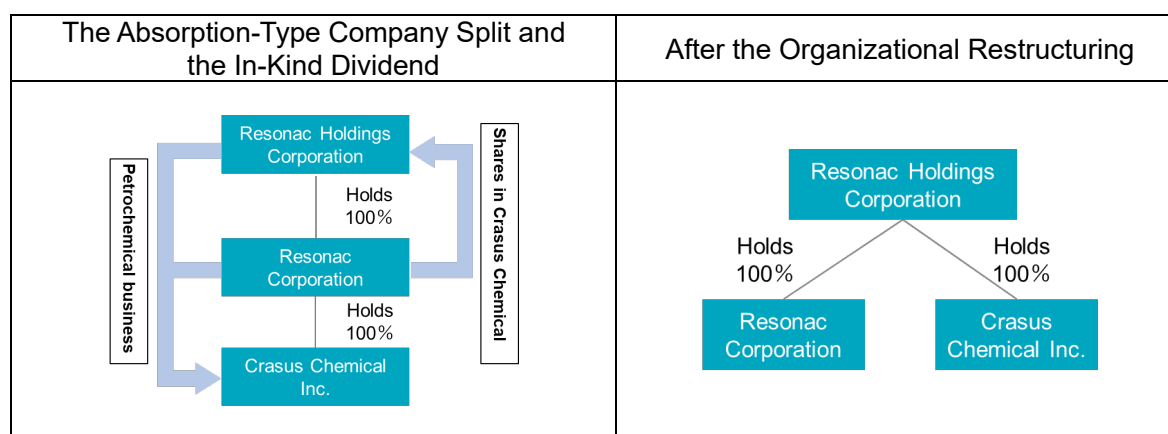 The Absorption-Type Company Split and
the In-Kind Dividend
After the Organizational Restructuring
Petrochemical business
Resonac Holdings
Corporation
Holds
100%
Resonac
Corporation
Holds
100%
Crasus Chemical
Inc.
Shares in Crasus Chemical
Resonac Holdings
Corporation
Holds
100%
Holds
100%
Resonac
Corporation
Crasus
Chemical Inc.